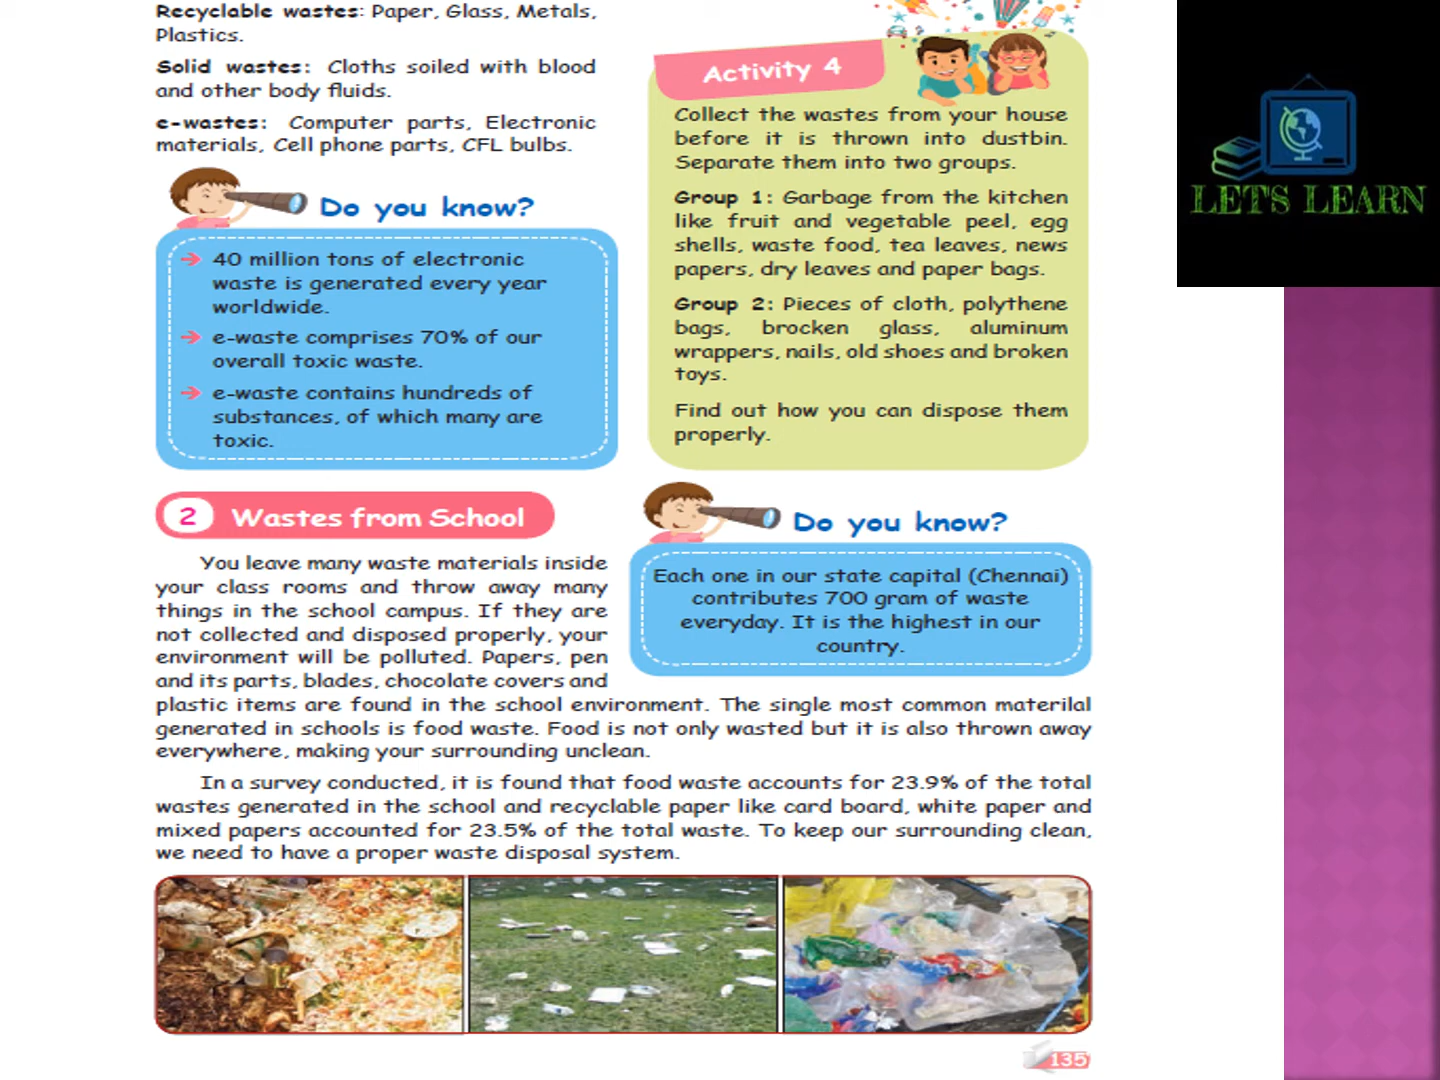 Recyclable wastes: Paper, Glass, Metals,
Plastics.
Solid wastes: Cloths soiled with blood
and other body fluids.
e-wastes: Computer parts, Electronic
materials, Cell phone parts, CFL bulbs.
Do you know?
40 million tons of electronic
waste is generated every year
worldwide.
e-waste comprises 70% of our
overall toxic waste.
e-waste contains hundreds of
substances, of which many are
toxic.
Activity 4
Collect the wastes from your house
before it is thrown into dustbin.
Separate them into two groups.
Group 1: Garbage from the kitchen
like fruit and vegetable peel, egg
shells, waste food, tea leaves, news
papers, dry leaves and paper bags.
Group 2: Pieces of cloth, polythene
bags, brocken glass, aluminum
wrappers, nails, old shoes and broken
toys.
Find out how you can dispose them
properly.
LET'S LEARN
2 Wastes from School
You leave many waste materials inside
your class rooms and throw away many
things in the school campus. If they are
not collected and disposed properly, your
environment will be polluted. Papers, pen
and its parts, blades, chocolate covers and
plastic items are found in the school environment. The single most common materilal
generated in schools is food waste. Food is not only wasted but it is also thrown away
everywhere, making your surrounding unclean.
Do you know?
Each one in our state capital (Chennai)
contributes 700 gram of waste
everyday. It is the highest in our
country.
In a survey conducted, it is found that food waste accounts for 23.9% of the total
wastes generated in the school and recyclable paper like card board, white paper and
mixed papers accounted for 23.5% of the total waste. To keep our surrounding clean,
we need to have a proper waste disposal system.
135